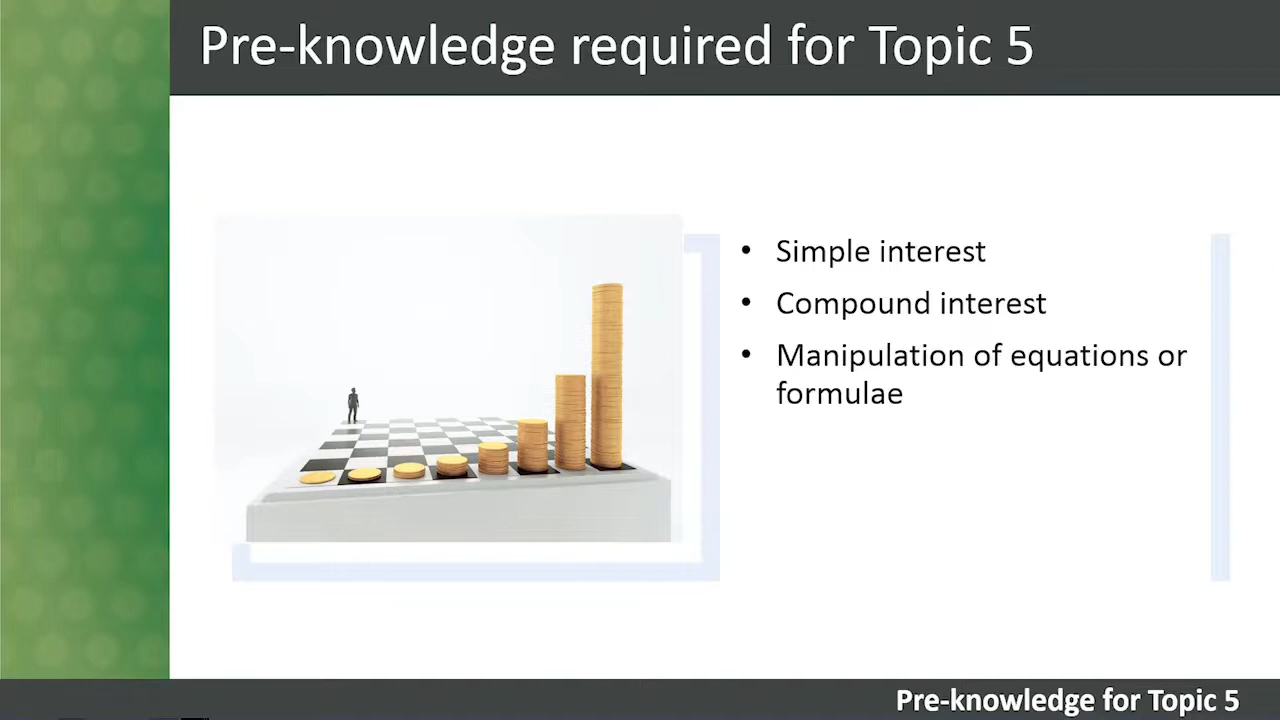 Pre-knowledge required for Topic 5
• Simple interest
• Compound interest
• Manipulation of equations or
formulae
Pre-knowledge for Topic 5